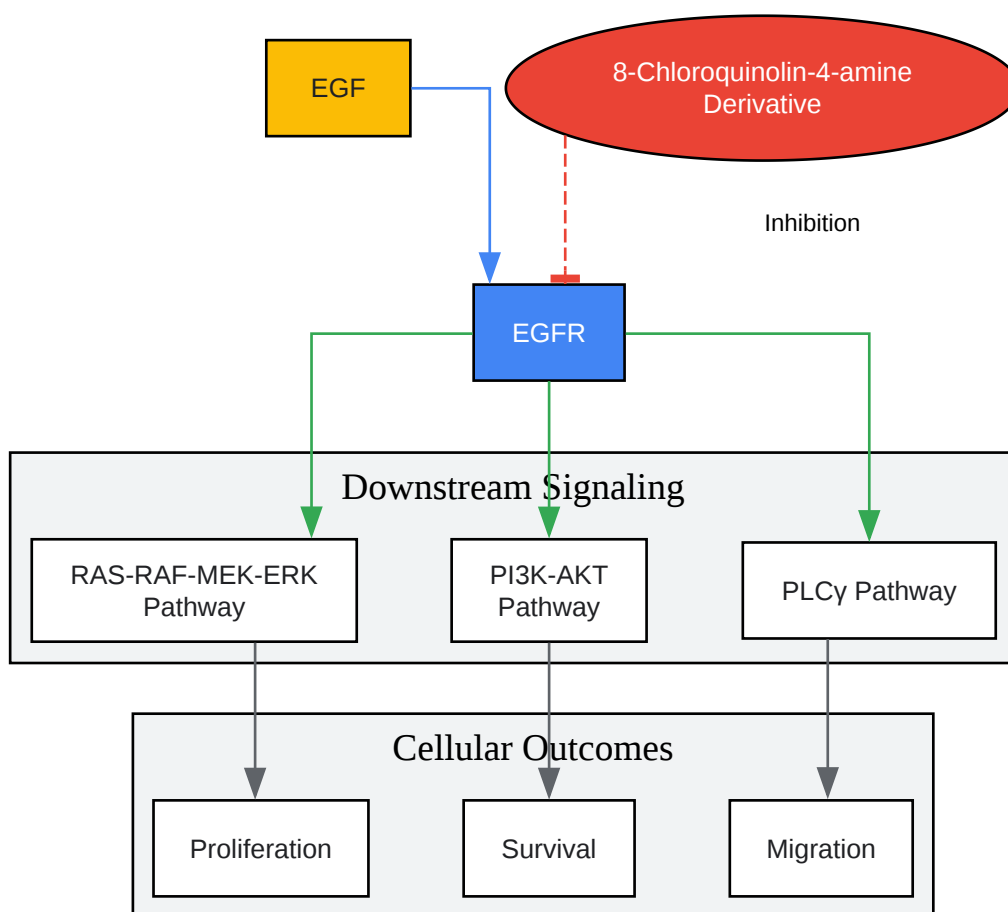 EGF
8-Chloroquinolin-4-amine
Derivative
Inhibition
EGFR
Downstream Signaling
RAS-RAF-MEK-ERK
Pathway
PI3K-AKT
Pathway
PLCγ Pathway
Cellular Outcomes
Proliferation
Survival
Migration